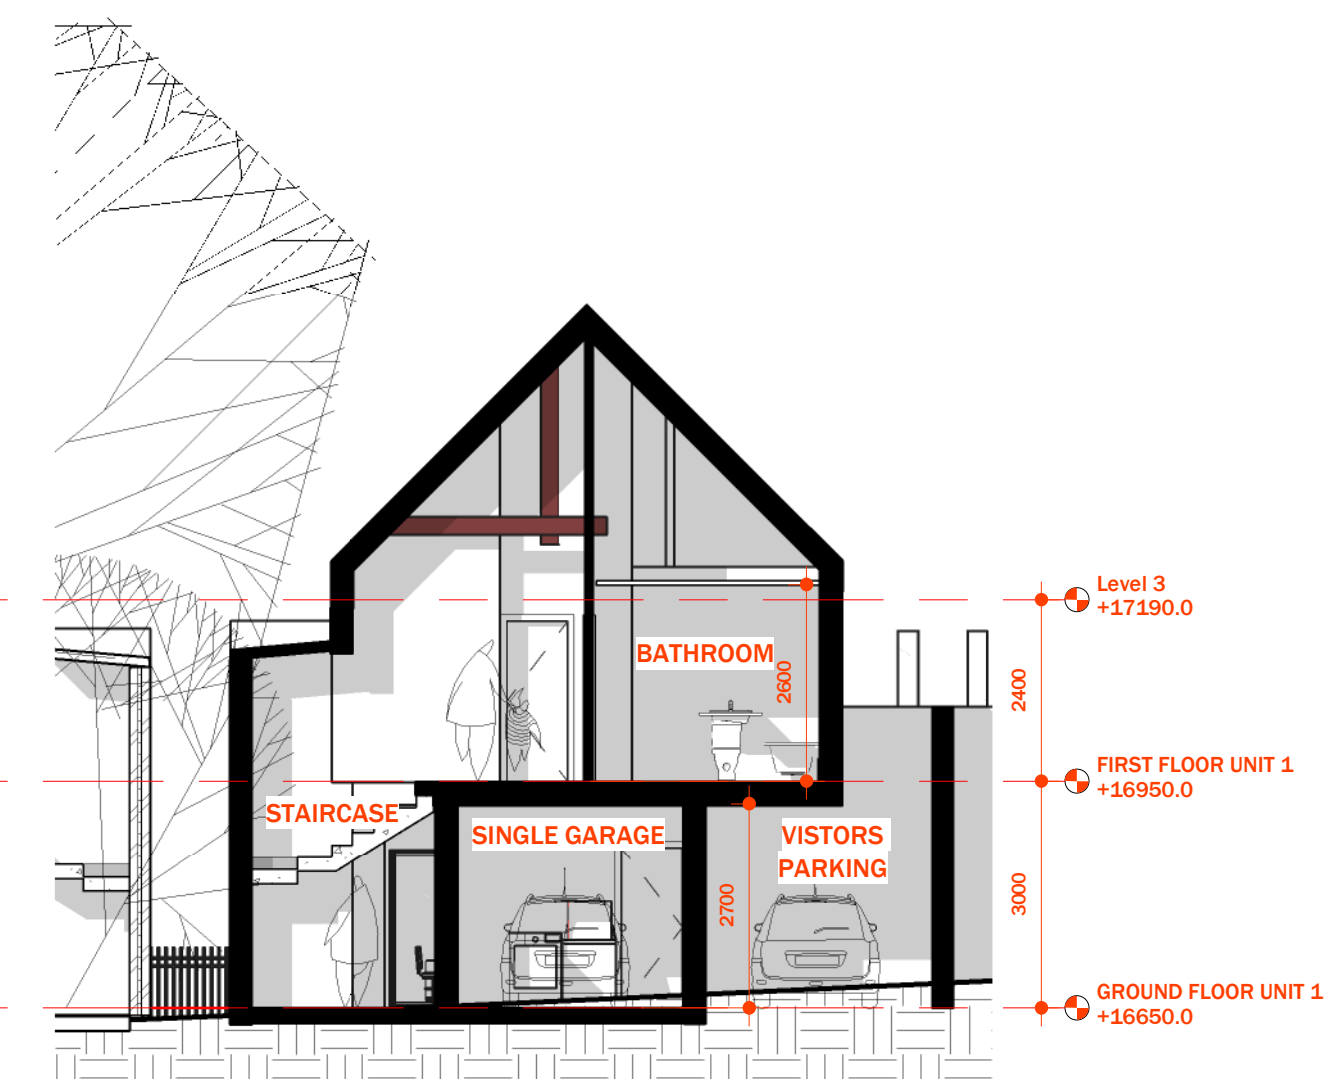 Level 3
+17190.0
BATHROOM
2600
2400
FIRST FLOOR UNIT 1
+16950.0
STAIRCASE
SINGLE GARAGE
VISTORS
PARKING
2700
3000
GROUND FLOOR UNIT 1
+16650.0